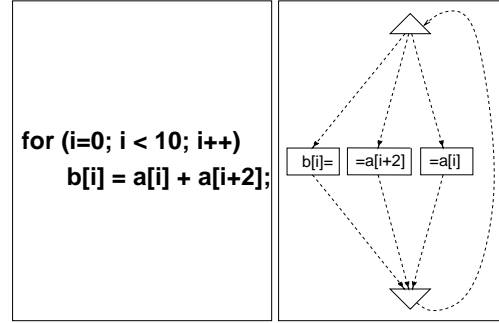 for (i=0; i < 10; i++)
b[i] = a[i] + a[i+2];
b[i]=
=a[i+2]
=a[i]